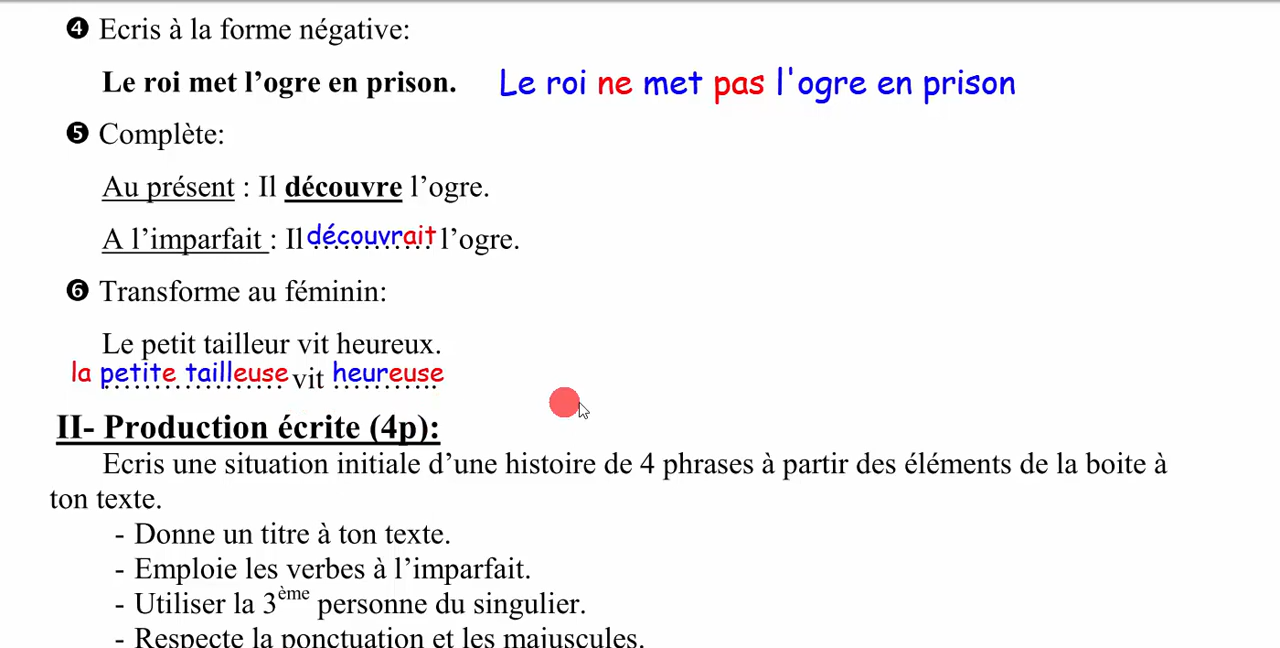 ❹ Ecris à la forme négative:
Le roi met l’ogre en prison. Le roi ne met pas l'ogre en prison
❺ Complète:
Au présent : Il découvre l’ogre.
A l’imparfait : Il découvrait l’ogre.
❻ Transforme au féminin:
Le petit tailleur vit heureux.
la petite tailleuse vit heureuse
II- Production écrite (4p):
Ecris une situation initiale d’une histoire de 4 phrases à partir des éléments de la boite à
ton texte.
- Donne un titre à ton texte.
- Emploie les verbes à l’imparfait.
- Utiliser la 3ème personne du singulier.
- Respecte la ponctuation et les majuscules.